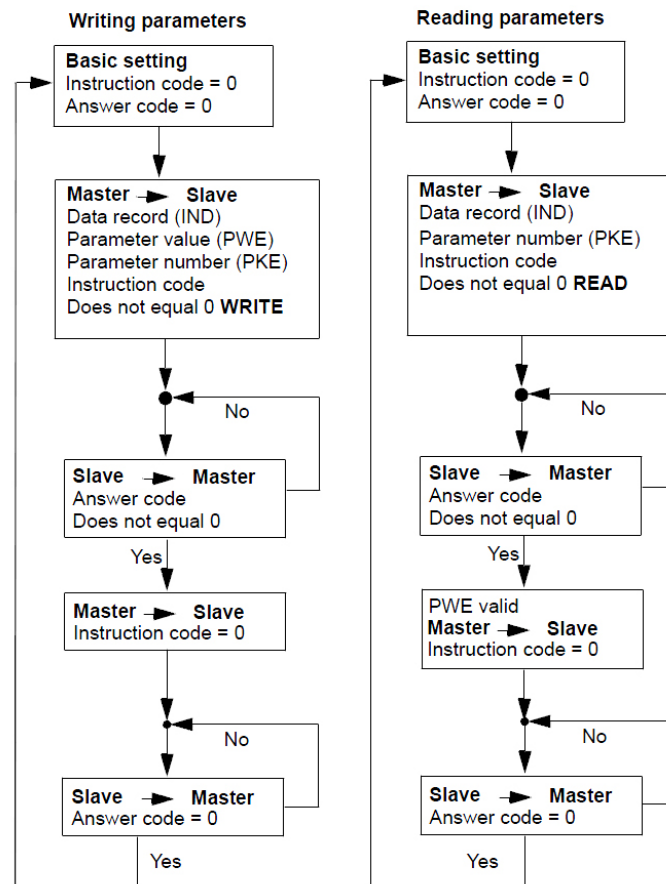 Writing parameters
Basic setting
Instruction code = 0
Answer code = 0
Master Slave
Data record (IND)
Parameter value (PWE)
Parameter number (PKE)
Instruction code
Does not equal 0 WRITE
No
Slave Master
Answer code
Does not equal 0
Yes
Master Slave
Instruction code = 0
No
Slave Master
Answer code = 0
Yes
Reading parameters
Basic setting
Instruction code = 0
Answer code = 0
Master Slave
Data record (IND)
Parameter number (PKE)
Instruction code
Does not equal 0 READ
No
Slave Master
Answer code
Does not equal 0
Yes
PWE valid
Master Slave
Instruction code = 0
No
Slave Master
Answer code = 0
Yes